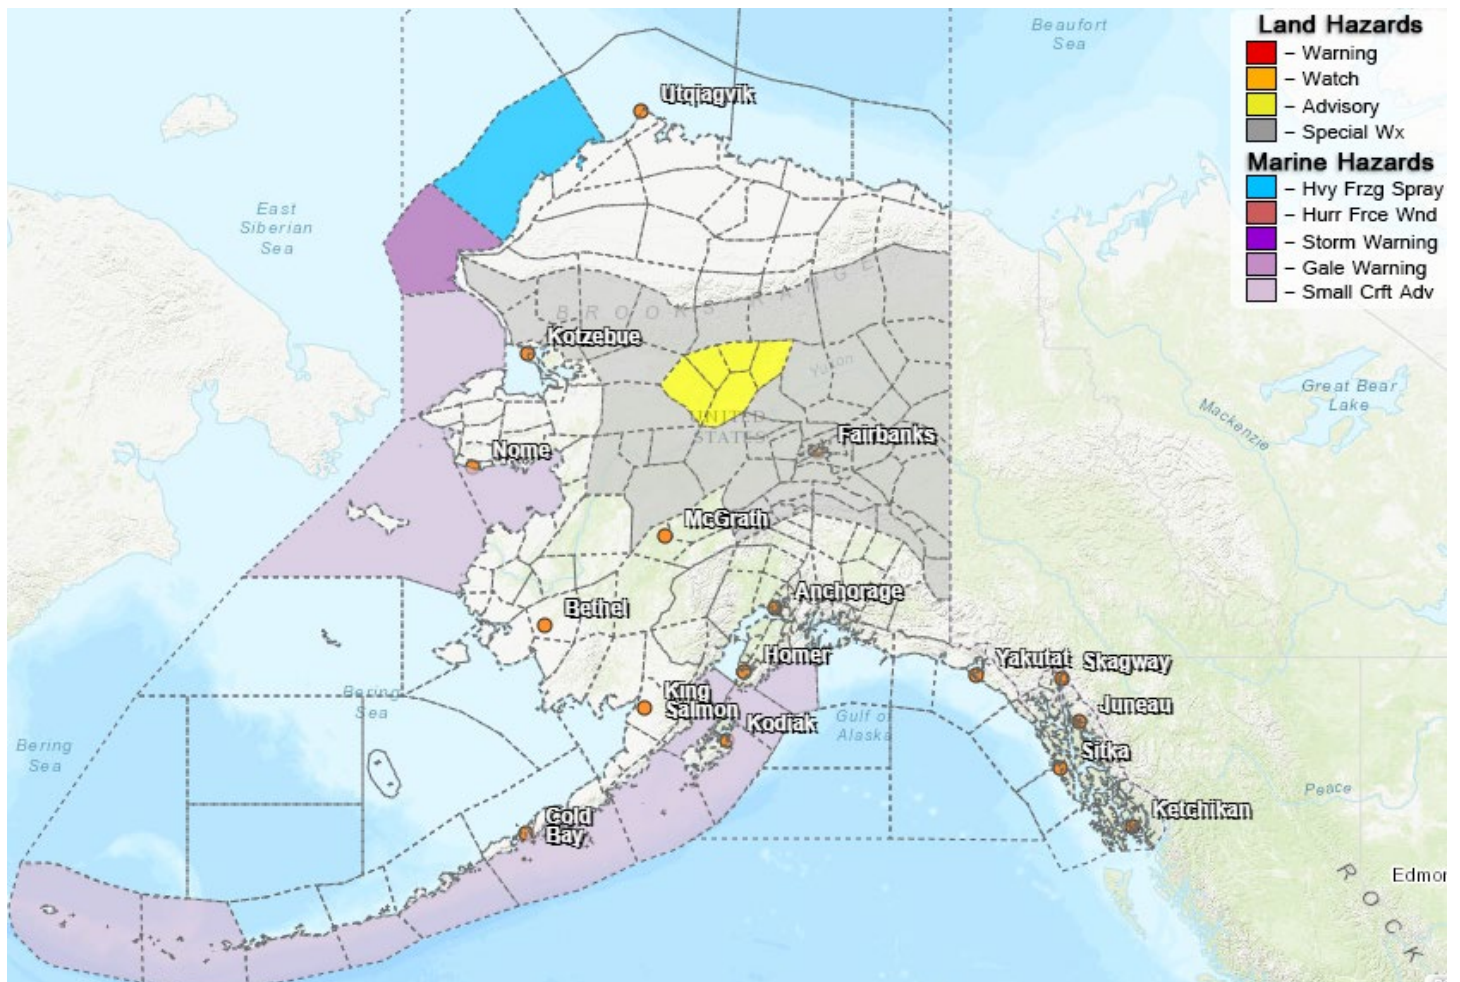 Beaufort
Sea
Land Hazards
– Warning
– Watch
– Advisory
– Special Wx
Marine Hazards
– Hvy Frzg Spray
– Hurr Frce Wnd
– Storm Warning
– Gale Warning
– Small Crft Adv
Utqiagvik
East
Siberian
Sea
BROOKS RANGE
Kotzebue
Yukon
Great Bear
Lake
Mackenzie
UNITED
STATES
Fairbanks
Nome
McGrath
Anchorage
Bethel
Homer
Yakutat
Skagway
King
Salmon
Juneau
Kodiak
Bering
Sea
Gulf of
Alaska
Sitka
Bering
Sea
Peace
Cold
Bay
Ketchikan
Edmor
ROCK